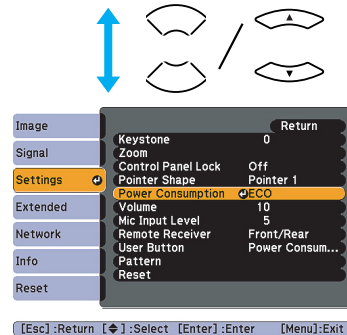 Image
Signal
Settings
Extended
Network
Info
Reset
Return
Keystone 0
Zoom
Control Panel Lock Off
Pointer Shape Pointer 1
Power Consumption ECO
Volume 10
Mic Input Level 5
Remote Receiver Front/Rear
User Button Power Consum...
Pattern
Reset
[Esc] :Return [◆] :Select [Enter] :Enter [Menu]:Exit